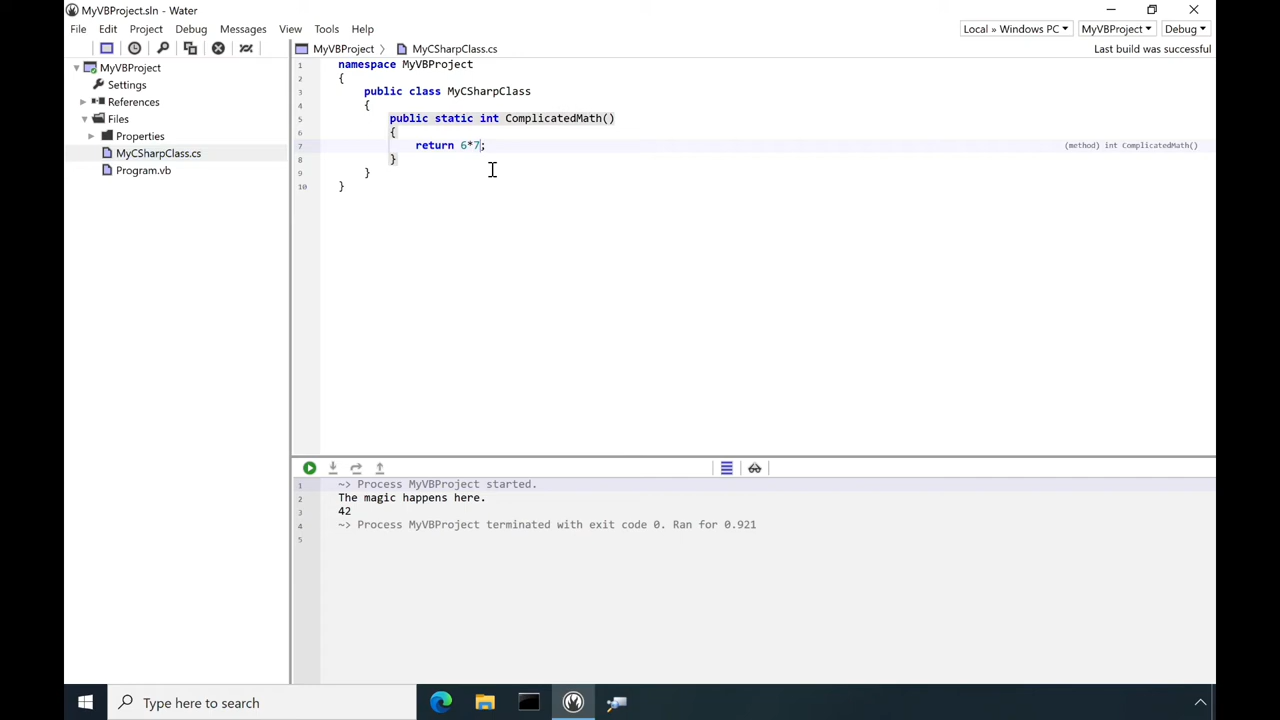 MyVBProject.sln - Water
File Edit Project Debug Messages View Tools Help
Local » Windows PC MyVBProject Debug
MyVBProject MyCSharpClass.cs
Last build was successful
MyVBProject
Settings
References
Files
Properties
MyCSharpClass.cs
Program.vb
1 namespace MyVBProject
2 {
3 public class MyCSharpClass
4 {
5 public static int ComplicatedMath()
6 {
7 return 6*7; (method) int ComplicatedMath()
8 }
9 }
10 }
1 ~> Process MyVBProject started.
2 The magic happens here.
3 42
4 ~> Process MyVBProject terminated with exit code 0. Ran for 0.921
5
Type here to search